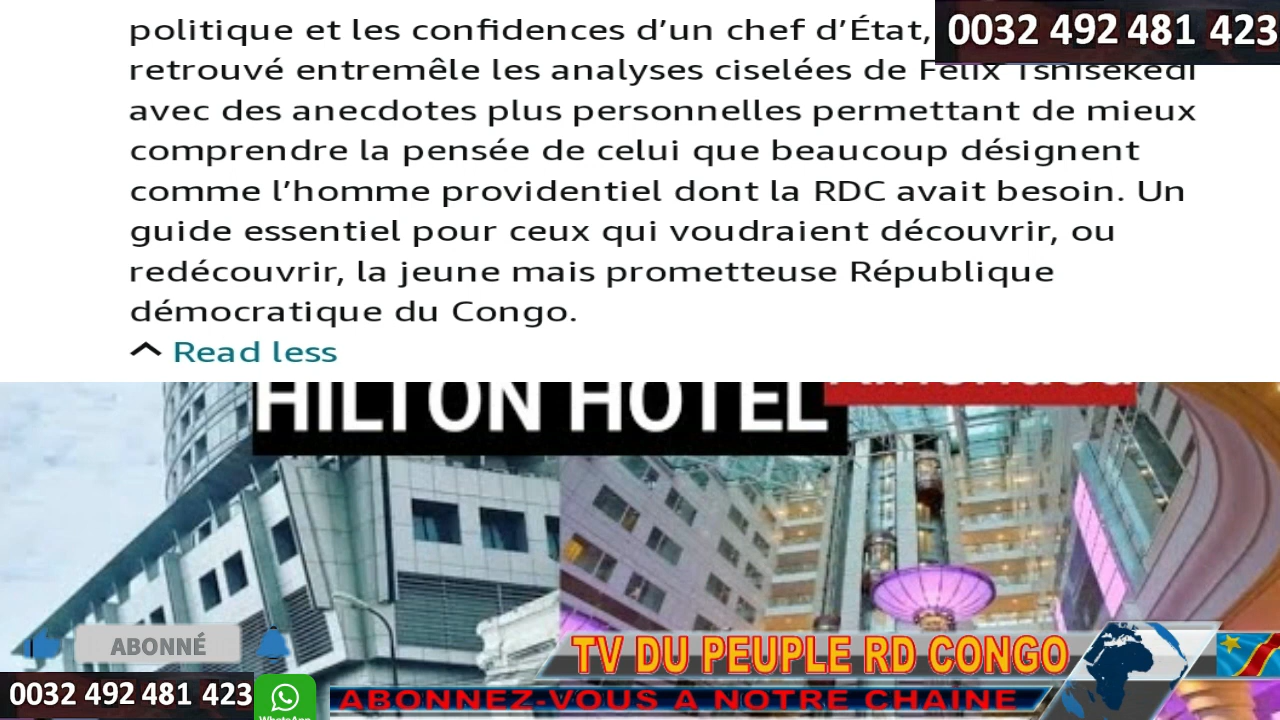 politique et les confidences d’un chef d’État,
0032 492 481 423
retrouvé entremêle les analyses ciselées de Félix Tshisekedi
avec des anecdotes plus personnelles permettant de mieux
comprendre la pensée de celui que beaucoup désignent
comme l’homme providentiel dont la RDC avait besoin. Un
guide essentiel pour ceux qui voudraient découvrir, ou
redécouvrir, la jeune mais prometteuse République
démocratique du Congo.
Read less
HILTON HOTEL
ABONNÉ
TV DU PEUPLE RD CONGO
0032 492 481 423
WhatsApp
ABONNEZ-VOUS A NOTRE CHAINE